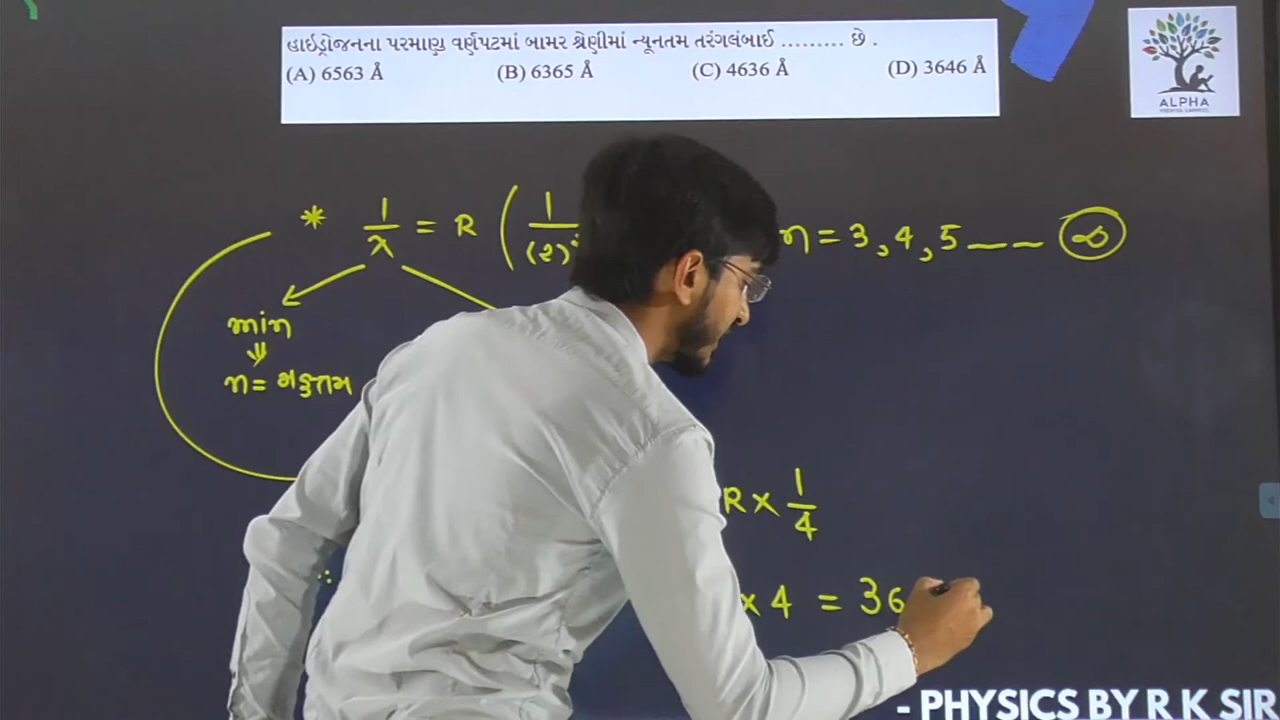 હાઇડ્રોજનના પરમાણુ વર્ણપટમાં બામર શ્રેણીમાં ન્યૂનતમ તરંગલંબાઈ ......... છે .
(A) 6563 Å (B) 6365 Å (C) 4636 Å (D) 3646 Å
ALPHA
* 1/λ = R ( 1/(2)² n = 3, 4, 5 _ _ _ ∞
min
⇓
n = મહત્તમ
R × 1/4
∴ × 4 = 36
- PHYSICS BY R K SIR